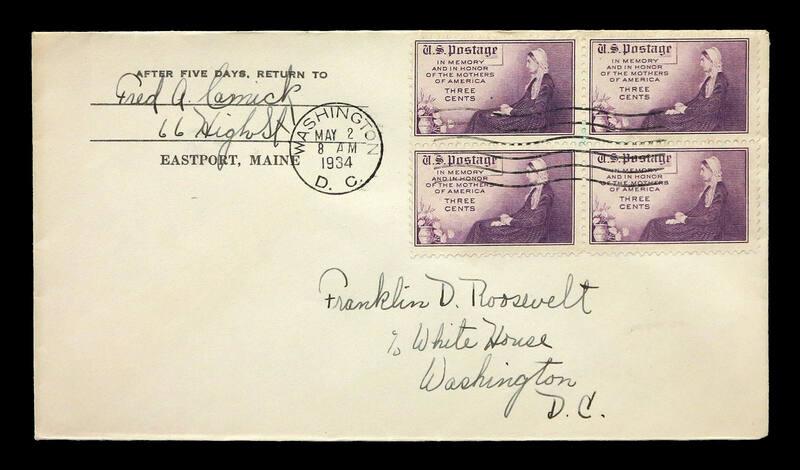 AFTER FIVE DAYS, RETURN TO
Fred A. Camick
66 High St
EASTPORT, MAINE
WASHINGTON
MAY 2
8 AM
1934
D. C.
U.S. Postage
IN MEMORY
AND IN HONOR
OF THE MOTHERS
OF AMERICA
THREE
CENTS
U.S. Postage
IN MEMORY
AND IN HONOR
OF THE MOTHERS
OF AMERICA
THREE
CENTS
U.S. Postage
IN MEMORY
AND IN HONOR
OF THE MOTHERS
OF AMERICA
THREE
CENTS
U.S. Postage
IN MEMORY
AND IN HONOR
OF THE MOTHERS
OF AMERICA
THREE
CENTS
Franklin D. Roosevelt
c/o White House
Washington
D.C.